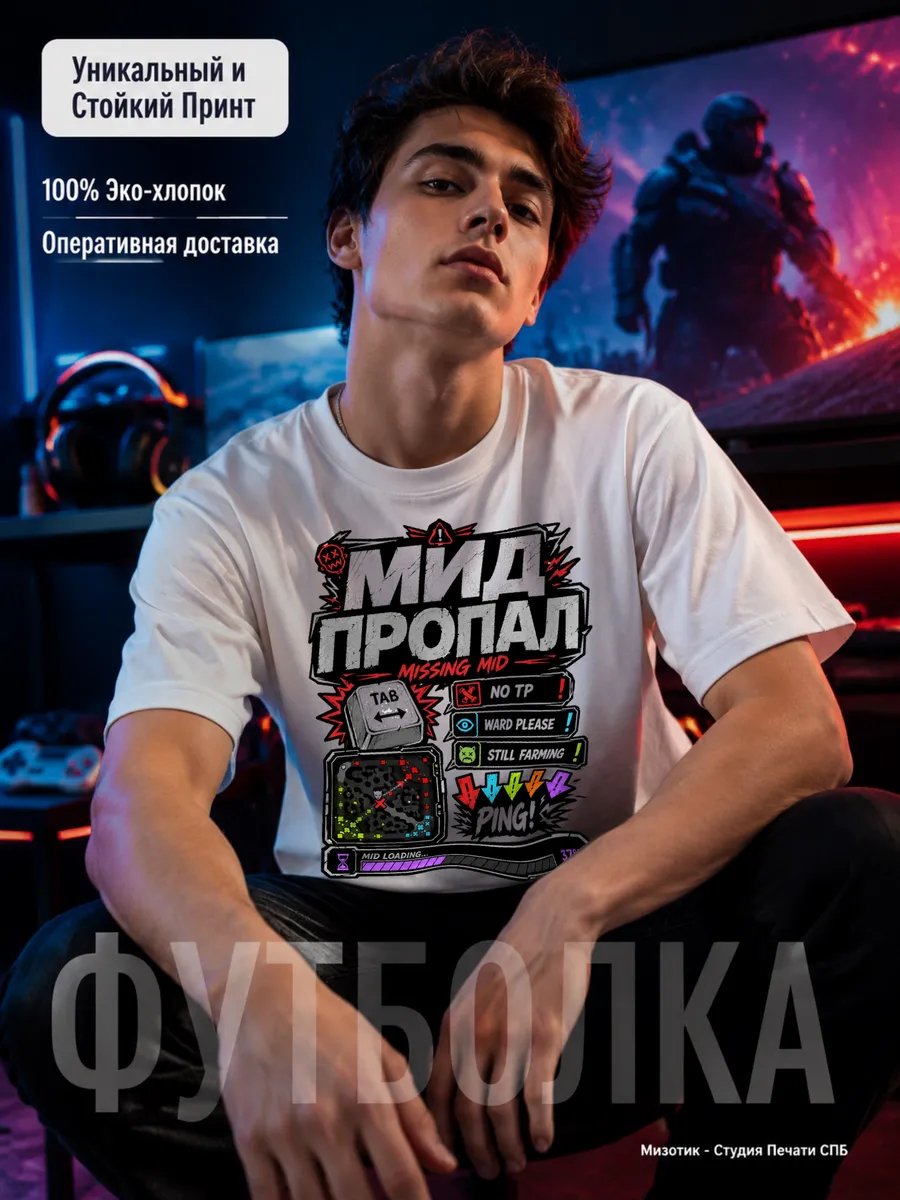 Уникальный и
Стойкий Принт
100% Эко-хлопок
Оперативная доставка
МИД
ПРОПАЛ
MISSING MID
TAB
NO TP !
WARD PLEASE !
STILL FARMING !
PING!
MID LOADING...
ФУТБОЛКА
Мизотик - Студия Печати СПБ